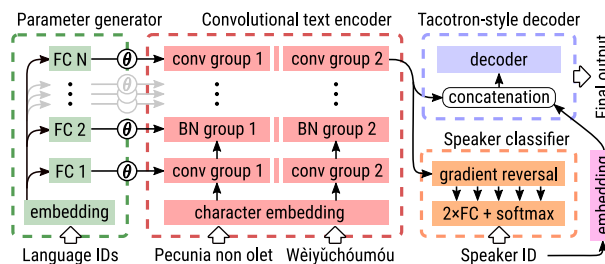 Parameter generator
Convolutional text encoder
Tacotron-style decoder
FC N
θ
conv group 1
conv group 2
decoder
concatenation
Final output
θ
FC 2
θ
BN group 1
BN group 2
Speaker classifier
FC 1
θ
conv group 1
conv group 2
gradient reversal
embedding
character embedding
2×FC + softmax
embedding
Language IDs
Pecunia non olet
Wèiyǔchóumóu
Speaker ID